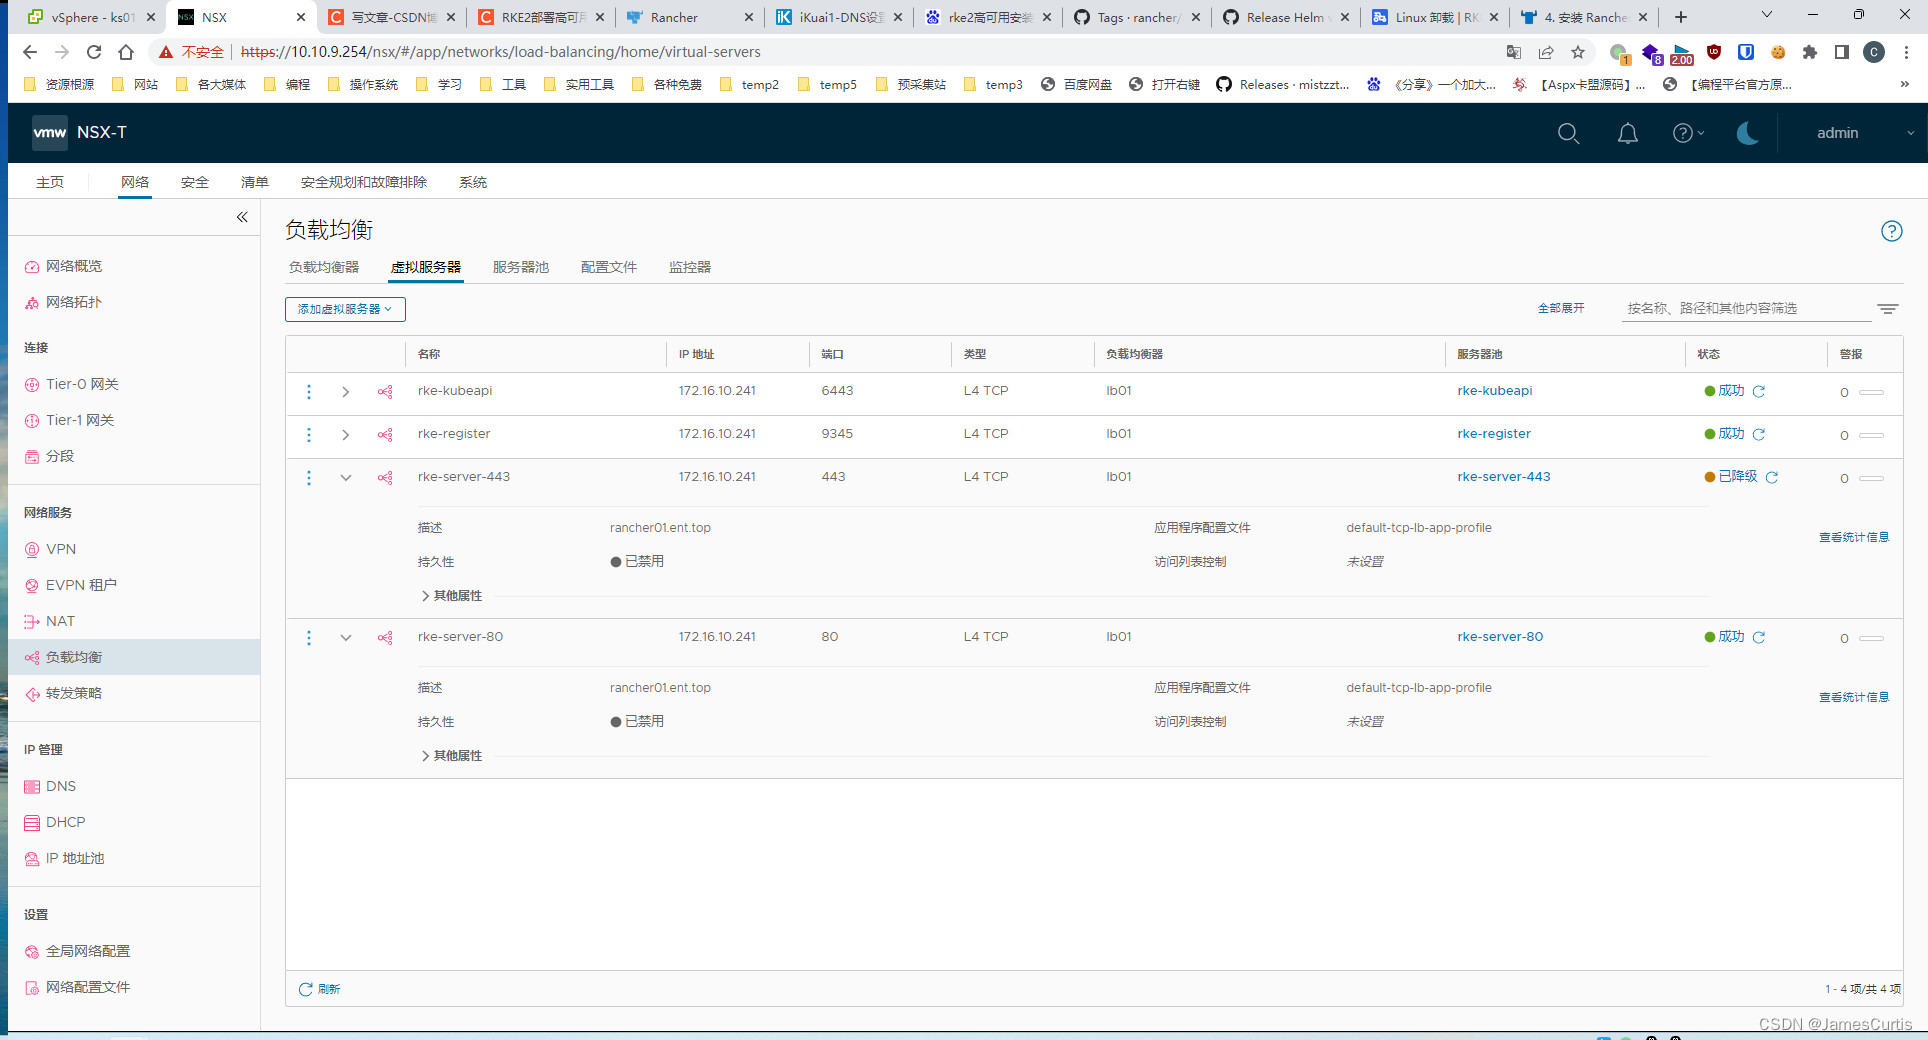 vSphere - ks01
NSX
写文章-CSDN博
RKE2部署高可用
Rancher
iKuai1-DNS设置
rke2高可用安装
Tags · rancher/
Release Helm v
Linux 卸载 | RK
4. 安装 Ranche
不安全 https://10.10.9.254/nsx/#/app/networks/load-balancing/home/virtual-servers
1 8 2.00 C
资源根源 网站 各大媒体 编程 操作系统 学习 工具 实用工具 各种免费 temp2 temp5 预采集站 temp3 百度网盘 打开右键 Releases · mistzzt... 《分享》一个加大... 【Aspx卡盟源码】... 【编程平台官方原... »
vmw NSX-T admin
主页 网络 安全 清单 安全规划和故障排除 系统
网络概览
网络拓扑
连接
Tier-0 网关
Tier-1 网关
分段
网络服务
VPN
EVPN 租户
NAT
负载均衡
转发策略
IP 管理
DNS
DHCP
IP 地址池
设置
全局网络配置
网络配置文件
负载均衡
负载均衡器 虚拟服务器 服务器池 配置文件 监控器
添加虚拟服务器 全部展开 按名称、路径和其他内容筛选
名称 IP 地址 端口 类型 负载均衡器 服务器池 状态 警报
rke-kubeapi 172.16.10.241 6443 L4 TCP lb01 rke-kubeapi 成功 0
rke-register 172.16.10.241 9345 L4 TCP lb01 rke-register 成功 0
rke-server-443 172.16.10.241 443 L4 TCP lb01 rke-server-443 已降级 0
描述 rancher01.ent.top 应用程序配置文件 default-tcp-lb-app-profile
查看统计信息
持久性 已禁用 访问列表控制 未设置
其他属性
rke-server-80 172.16.10.241 80 L4 TCP lb01 rke-server-80 成功 0
描述 rancher01.ent.top 应用程序配置文件 default-tcp-lb-app-profile
查看统计信息
持久性 已禁用 访问列表控制 未设置
其他属性
刷新 1 - 4 项/共 4 项
CSDN @JamesCurtis